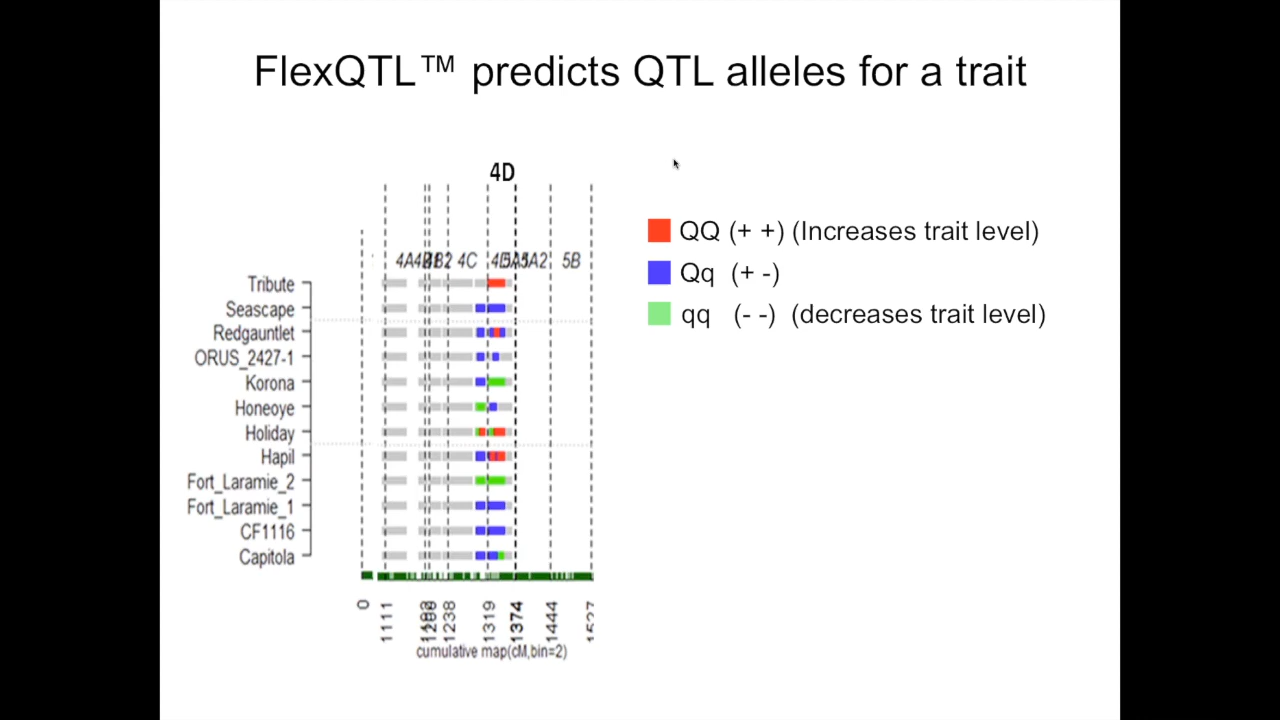 FlexQTL™ predicts QTL alleles for a trait
4D
QQ (+ +) (Increases trait level)
Qq (+ -)
qq (- -) (decreases trait level)
4C
5B
Tribute
Seascape
Redgauntlet
ORUS_2427-1
Korona
Honeoye
Holiday
Hapil
Fort_Laramie_2
Fort_Laramie_1
CF1116
Capitola
0
1111
1238
1319
1374
1444
1527
cumulative map(cM,bin=2)